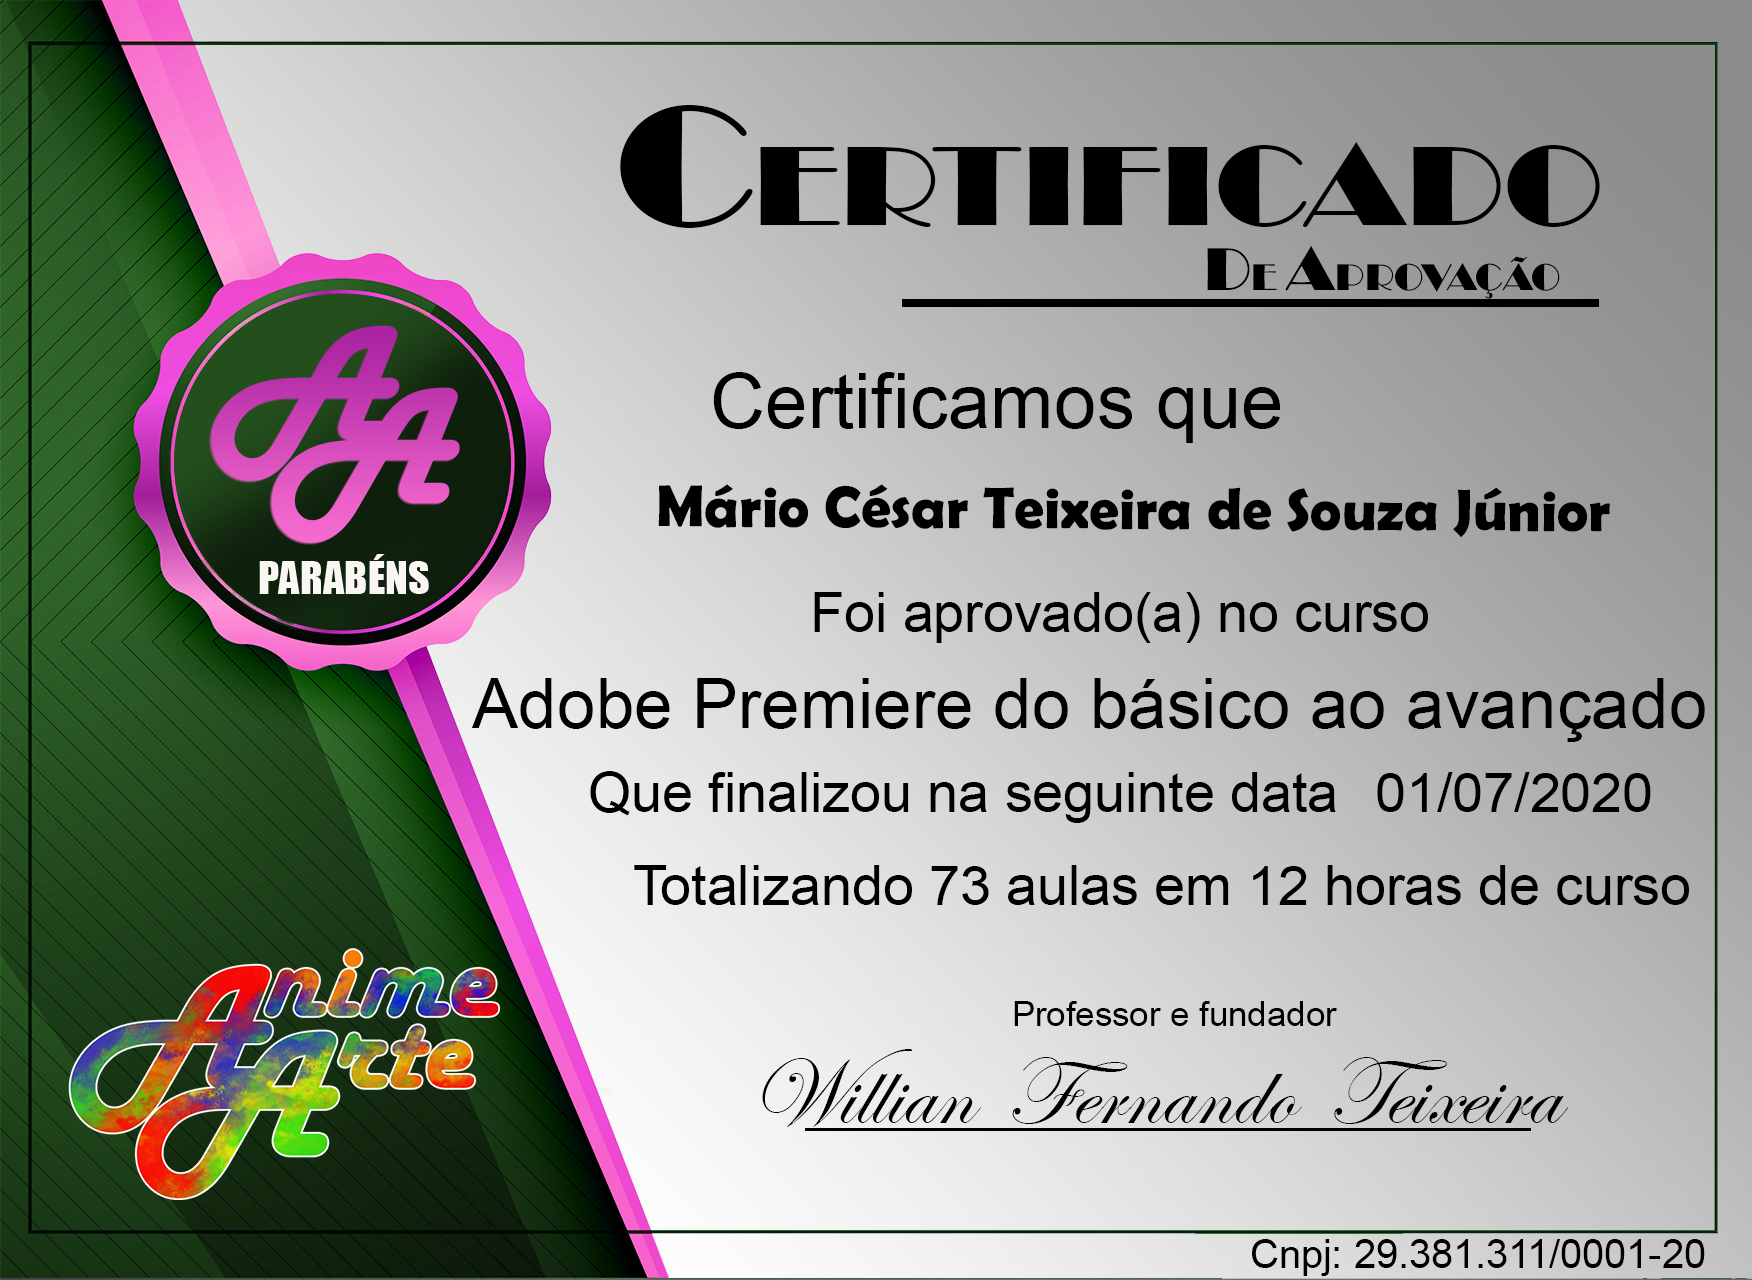 CERTIFICADO
DE APROVAÇÃO
Certificamos que
Mário César Teixeira de Souza Júnior
Foi aprovado(a) no curso
Adobe Premiere do básico ao avançado
Que finalizou na seguinte data 01/07/2020
Totalizando 73 aulas em 12 horas de curso
Professor e fundador
Willian Fernando Teixeira
Cnpj: 29.381.311/0001-20
AA
PARABÉNS
Anime
Arte